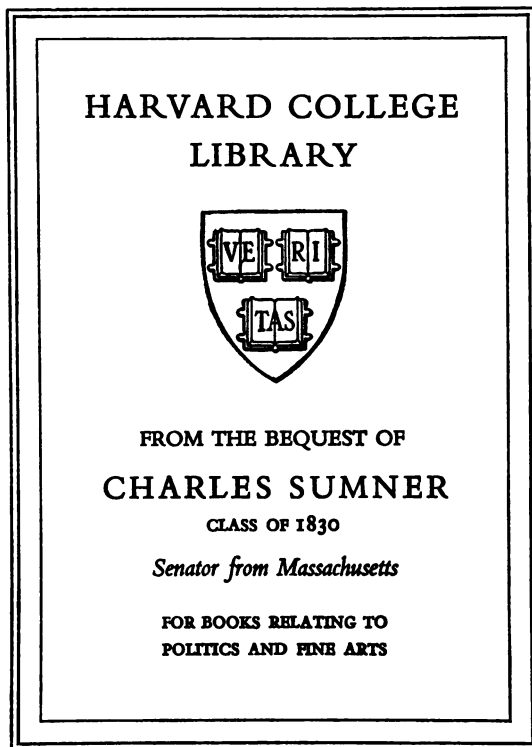 HARVARD COLLEGE
LIBRARY
VE RI
TAS
FROM THE BEQUEST OF
CHARLES SUMNER
CLASS OF 1830
Senator from Massachusetts
FOR BOOKS RELATING TO
POLITICS AND FINE ARTS